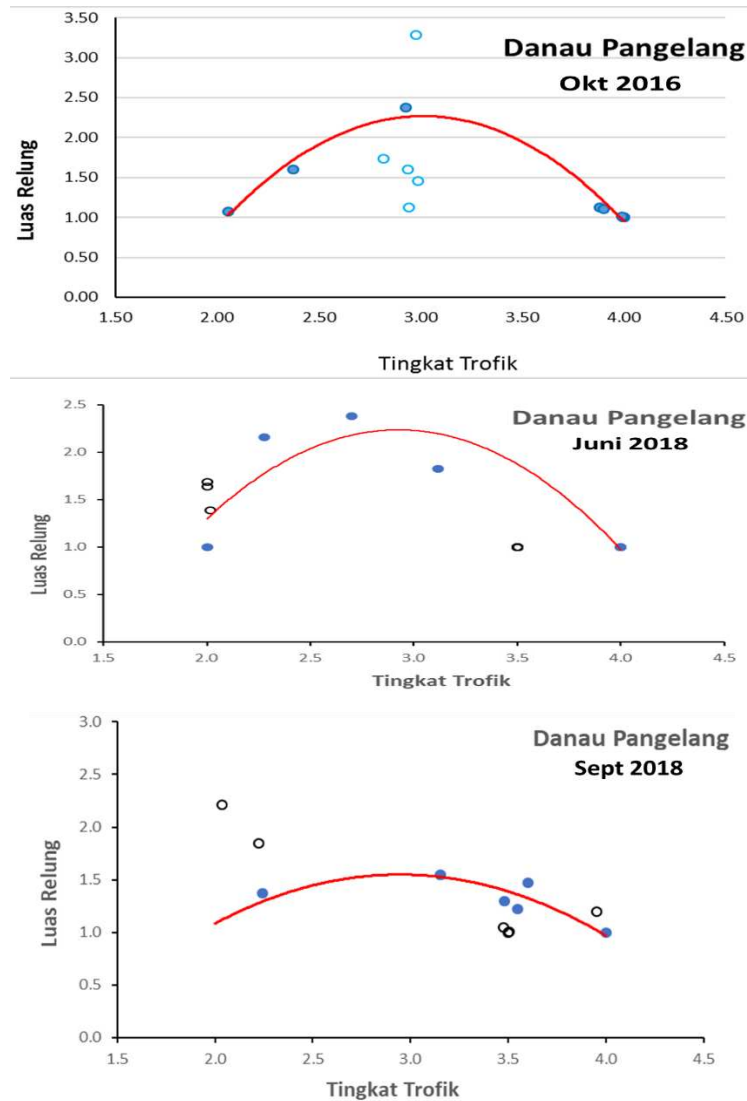 3.50
3.00
2.50
2.00
1.50
1.00
0.50
0.00
Luas Relung
Danau Pangelang
Okt 2016
1.50 2.00 2.50 3.00 3.50 4.00 4.50
Tingkat Trofik
2.5
2.0
1.5
1.0
0.5
0.0
Luas Relung
Danau Pangelang
Juni 2018
1.5 2.0 2.5 3.0 3.5 4.0 4.5
Tingkat Trofik
3.0
2.5
2.0
1.5
1.0
0.5
0.0
Luas Relung
Danau Pangelang
Sept 2018
1.5 2.0 2.5 3.0 3.5 4.0 4.5
Tingkat Trofik